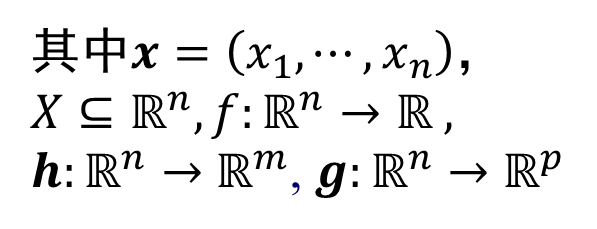 其中𝒙 = (𝑥₁, ⋯ , 𝑥ₙ),
𝑋 ⊆ ℝⁿ, 𝑓: ℝⁿ → ℝ ,
𝒉: ℝⁿ → ℝᵐ, 𝒈: ℝⁿ → ℝᵖ